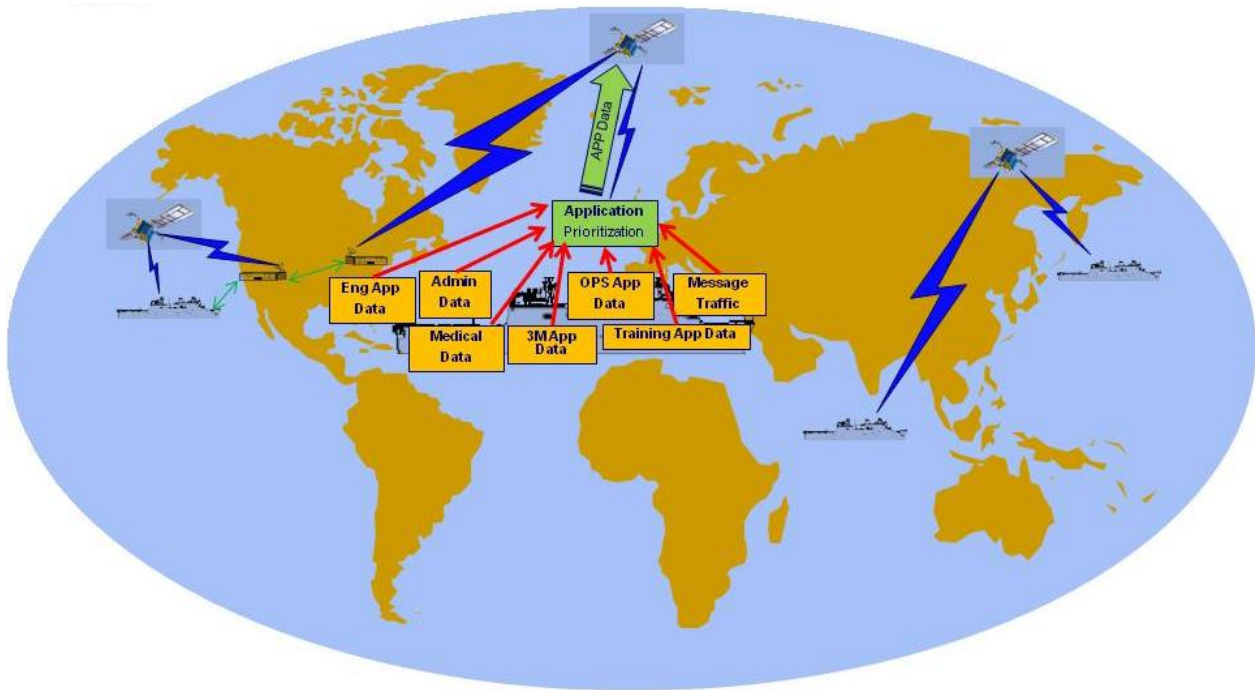 APP Data
Application
Prioritization
Eng App
Data
Admin
Data
OPS App
Data
Message
Traffic
Medical
Data
3M App
Data
Training App Data